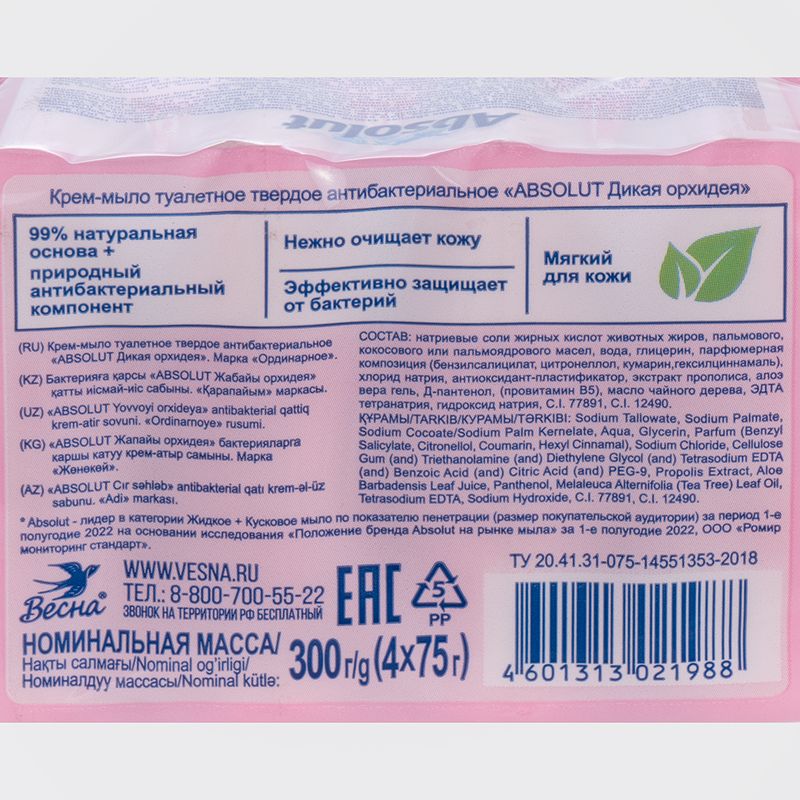 Absolut
Крем-мыло туалетное твердое антибактериальное «ABSOLUT Дикая орхидея»
99% натуральная
основа +
природный
антибактериальный
компонент
Нежно очищает кожу
Эффективно защищает
от бактерий
Мягкий
для кожи
(RU) Крем-мыло туалетное твердое антибактериальное
«ABSOLUT Дикая орхидея». Марка «Ординарное».
(KZ) Бактерияға қарсы «ABSOLUT Жабайы орхидея»
қатты иісмай-иіс сабыны. «Қарапайым» маркасы.
(UZ) «ABSOLUT Yovvoyi orxideya» antibakterial qattiq
krem-atir sovuni. «Ordinarnoye» rusumi.
(KG) «ABSOLUT Жапайы орхидея» бактерияларга
каршы катуу крем-атыр самыны. Марка
«Жөнөкөй».
(AZ) «ABSOLUT Cır səhləb» antibakterial qatı krem-əl-üz
sabunu. «Adi» markası.
СОСТАВ: натриевые соли жирных кислот животных жиров, пальмового,
кокосового или пальмоядрового масел, вода, глицерин, парфюмерная
композиция (бензилсалицилат, цитронеллол, кумарин,гексилциннамаль),
хлорид натрия, антиоксидант-пластификатор, экстракт прополиса, алоэ
вера гель, Д-пантенол, (провитамин B5), масло чайного дерева, ЭДТА
тетранатрия, гидроксид натрия, C.I. 77891, C.I. 12490.
ҚҰРАМЫ/TARKIB/КУРАМЫ/TƏRKİBİ: Sodium Tallowate, Sodium Palmate,
Sodium Cocoate/Sodium Palm Kernelate, Aqua, Glycerin, Parfum (Benzyl
Salicylate, Citronellol, Coumarin, Hexyl Cinnamal), Sodium Chloride, Cellulose
Gum (and) Triethanolamine (and) Diethylene Glycol (and) Tetrasodium EDTA
(and) Benzoic Acid (and) Citric Acid (and) PEG-9, Propolis Extract, Aloe
Barbadensis Leaf Juice, Panthenol, Melaleuca Alternifolia (Tea Tree) Leaf Oil,
Tetrasodium EDTA, Sodium Hydroxide, C.I. 77891, C.I. 12490.
* Absolut - лидер в категории Жидкое + Кусковое мыло по показателю пенетрации (размер покупательской аудитории) за период 1-е
полугодие 2022 на основании исследования «Положение бренда Absolut на рынке мыла» за 1-е полугодие 2022, ООО «Ромир
мониторинг стандарт».
ТУ 20.41.31-075-14551353-2018
Весна®
WWW.VESNA.RU
ТЕЛ.: 8-800-700-55-22
ЗВОНОК НА ТЕРРИТОРИИ РФ БЕСПЛАТНЫЙ
EAC
5
PP
НОМИНАЛЬНАЯ МАССА/
Нақты салмағы/Nominal og'irligi/
Номиналдуу массасы/Nominal kütlə:
300 г/g (4x75 г)
4 601313 021988